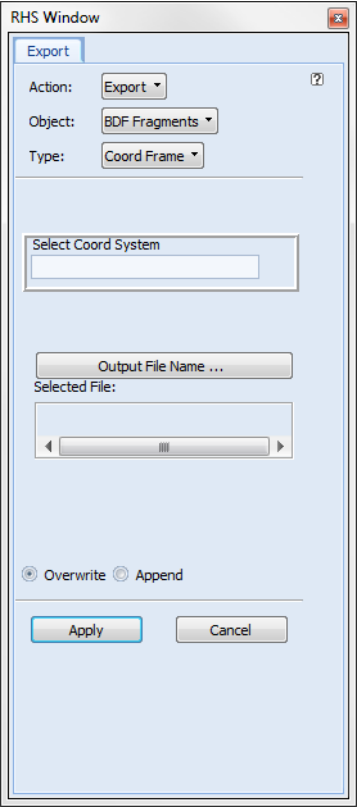 RHS Window
Export
Action: Export
Object: BDF Fragments
Type: Coord Frame
Select Coord System
Output File Name ...
Selected File:
Overwrite Append
Apply Cancel